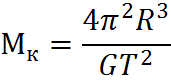 Mк = 4π²R³ / GT²